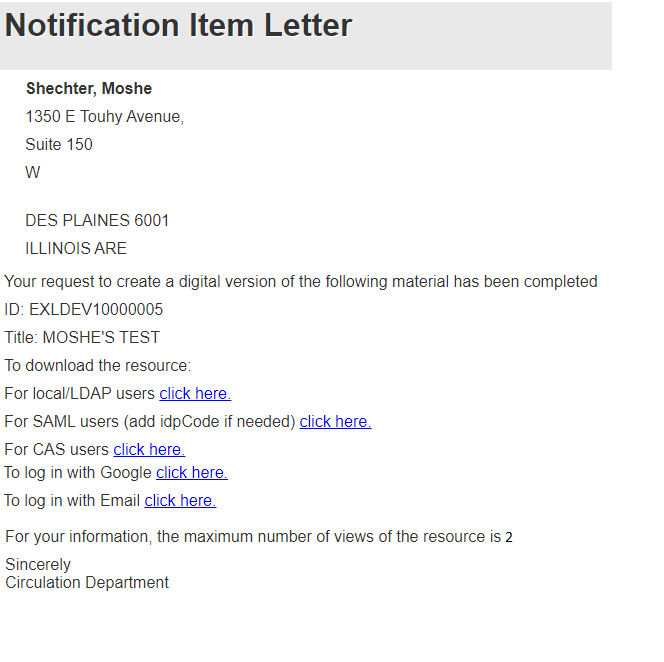 Notification Item Letter
Shechter, Moshe
1350 E Touhy Avenue,
Suite 150
W
DES PLAINES 6001
ILLINOIS ARE
Your request to create a digital version of the following material has been completed
ID: EXLDEV10000005
Title: MOSHE'S TEST
To download the resource:
For local/LDAP users click here.
For SAML users (add idpCode if needed) click here.
For CAS users click here.
To log in with Google click here.
To log in with Email click here.
For your information, the maximum number of views of the resource is 2
Sincerely
Circulation Department